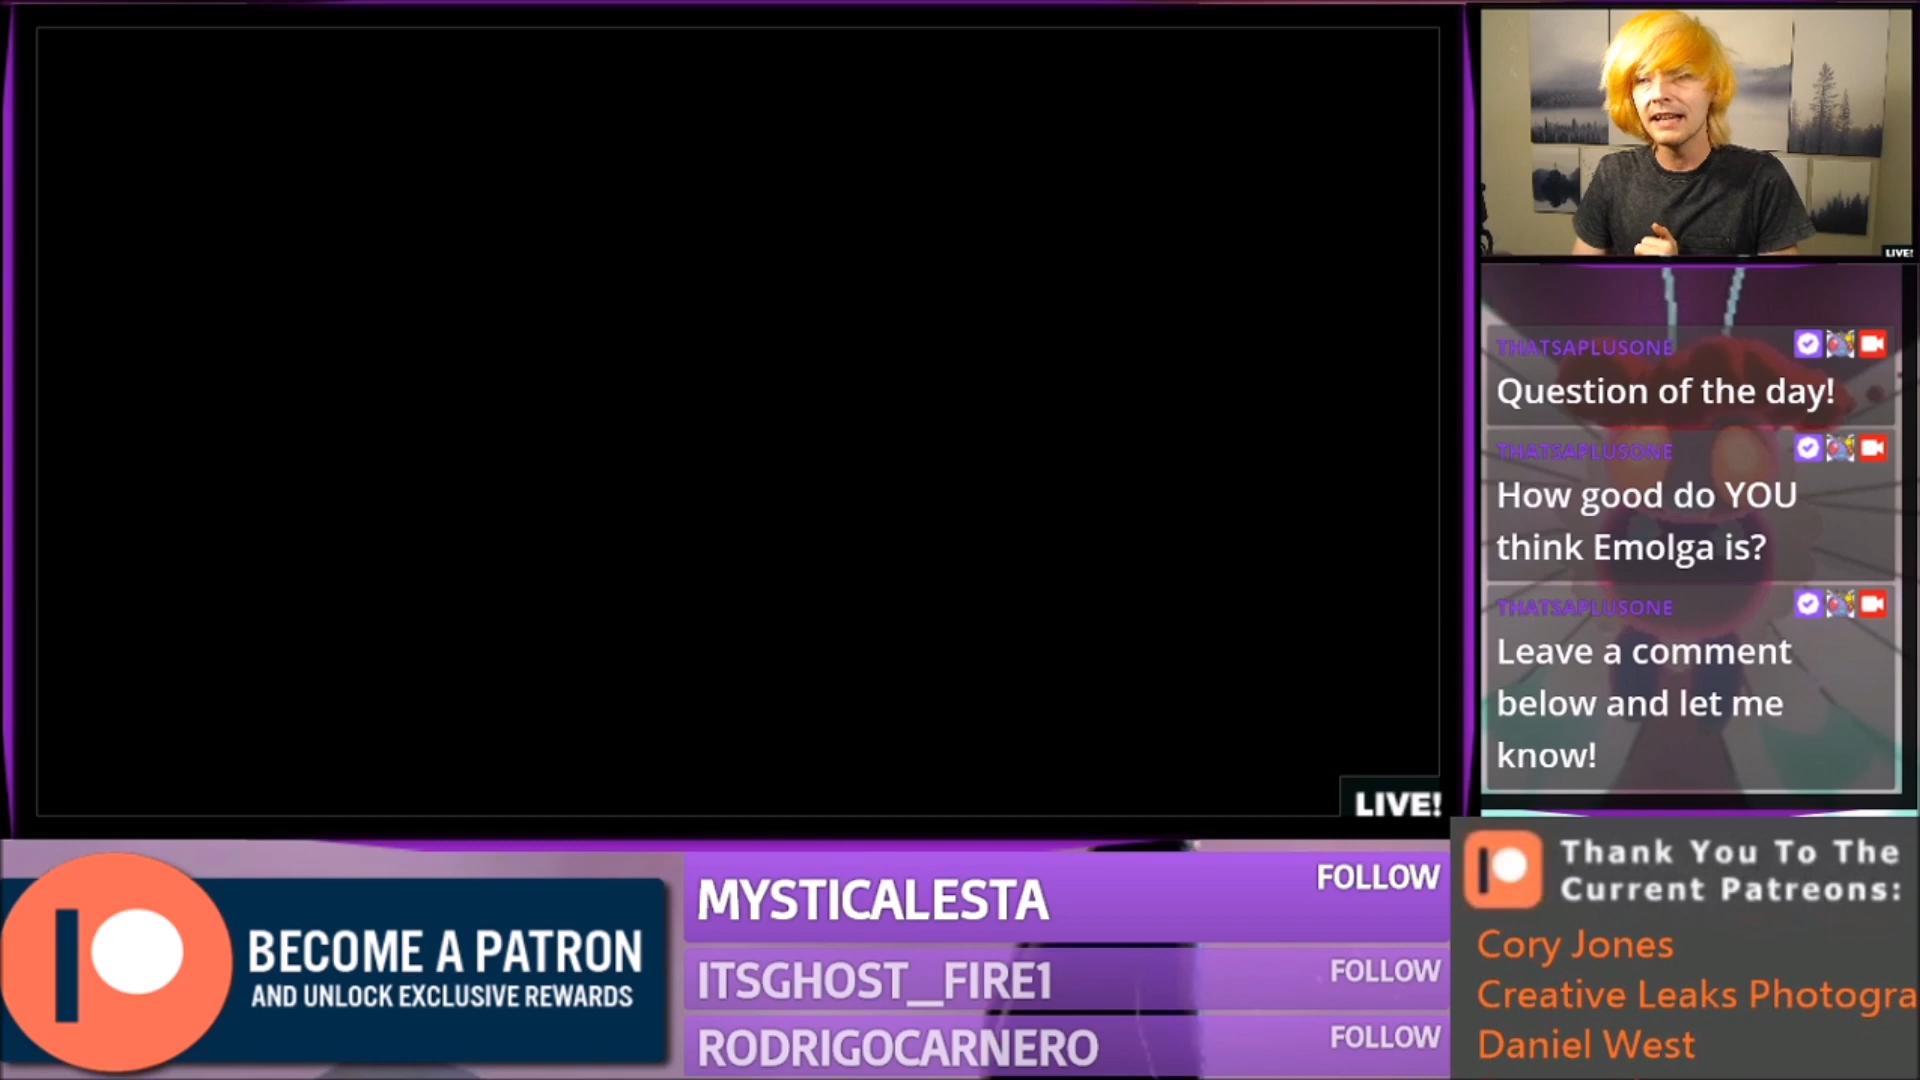 LIVE!
THATSAPLUSONE
Question of the day!
THATSAPLUSONE
How good do YOU
think Emolga is?
THATSAPLUSONE
Leave a comment
below and let me
know!
LIVE!
BECOME A PATRON
AND UNLOCK EXCLUSIVE REWARDS
MYSTICALESTA FOLLOW
ITSGHOST_FIRE1 FOLLOW
RODRIGOCARNERO FOLLOW
Thank You To The
Current Patreons:
Cory Jones
Creative Leaks Photogra
Daniel West